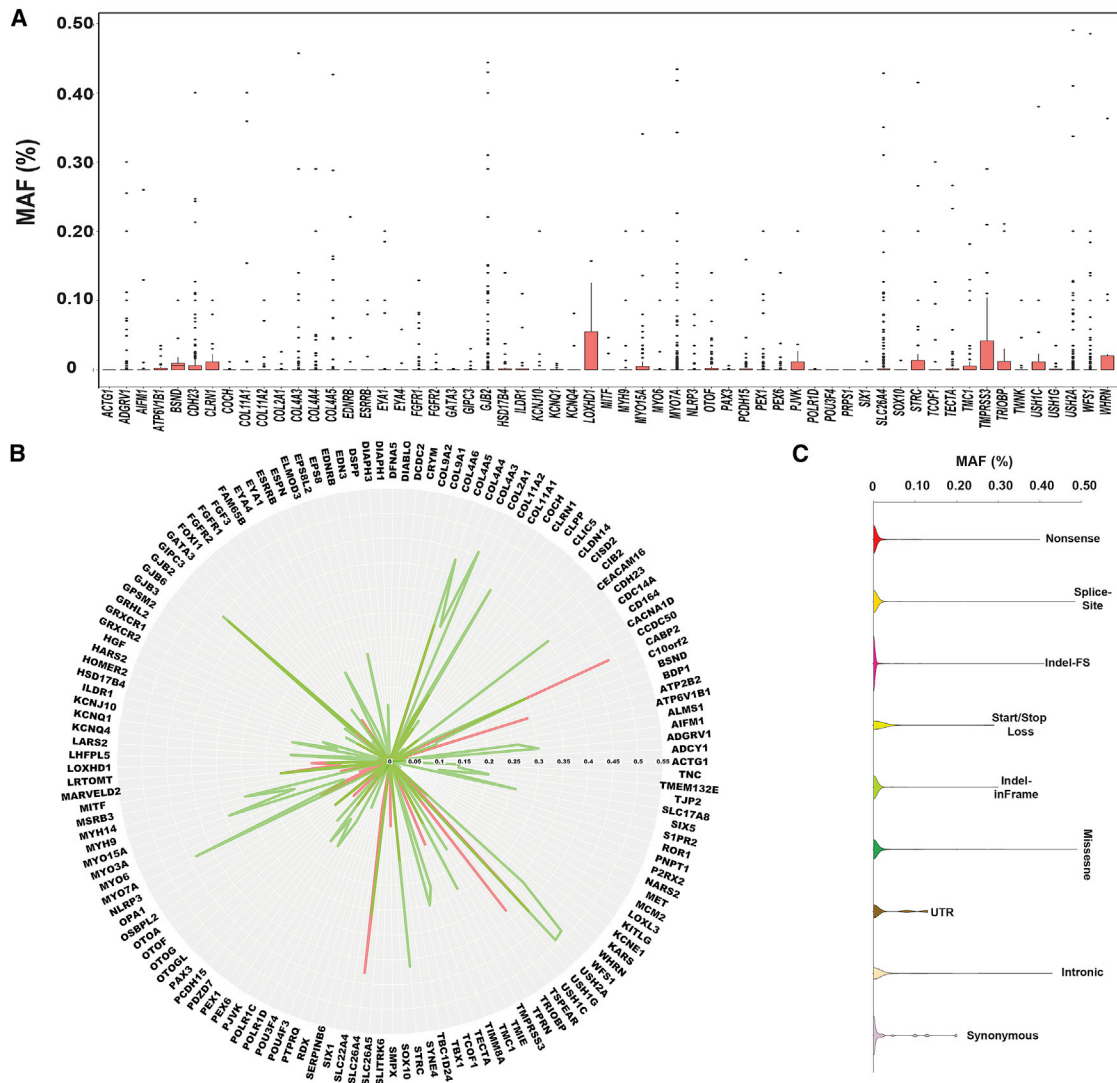 A
MAF (%)
0.50
0.40
0.30
0.20
0.10
0
ACTG1
ADGRV1
AIFM1
ATP6V1B1
BSND
CDH23
CLRN1
COCH
COL11A1
COL11A2
COL2A1
COL4A3
COL4A4
COL4A5
EDNRB
ESRRB
EYA1
EYA4
FGFR1
FGFR2
GATA3
GIPC3
GJB2
HSD17B4
ILDR1
KCNJ10
KCNQ1
KCNQ4
LOXHD1
MITF
MYH9
MYO15A
MYO6
MYO7A
NLRP3
OTOF
PAX3
PCDH15
PEX1
PEX6
PJVK
POLR1D
POU3F4
PRPS1
SIX1
SLC26A4
SOX10
STRC
TCOF1
TECTA
TMC1
TMPRSS3
TRIOBP
TWNK
USH1C
USH1G
USH2A
WFS1
WHRN
B
DFNA5
DIABLO
DCDC2
CRYM
COL9A2
COL9A1
COL4A6
COL4A5
COL4A4
COL4A3
COL2A1
COL11A2
COL11A1
COCH
CLRN1
CLPP
CLIC5
CLDN14
CISD2
CIB2
CEACAM16
CDH23
CDC14A
CD164
CACNA1D
CCDC50
CABP2
C10orf2
BSND
BDP1
ATP2B2
ATP6V1B1
ALMS1
AIFM1
ADGRV1
ADCY1
ACTG1
TNC
TMEM132E
TJP2
SLC17A8
SIX5
S1PR2
ROR1
PNPT1
P2RX2
NARS2
MET
MCM2
LOXL3
KITLG
KCNE1
KARS
WHRN
WFS1
USH2A
USH1G
USH1C
TSPEAR
TRIOBP
TPRN
TMPRSS3
TMIE
TMC1
TIMM8A
TECTA
TCOF1
TBX1
TBC1D24
SYNE4
STRC
SOX10
SMPX
SLITRK6
SLC26A5
SLC26A4
SLC22A4
SIX1
SERPINB6
RDX
PTPRQ
POU4F3
POU3F4
POLR1D
POLR1C
PJVK
PEX6
PEX1
PDZD7
PCDH15
PAX3
OTOGL
OTOG
OTOF
OTOA
OSBPL2
OPA1
NLRP3
MYO7A
MYO6
MYO3A
MYO15A
MYH9
MYH14
MSRB3
MITF
MARVELD2
LRTOMT
LOXHD1
LHFPL5
LARS2
KCNQ4
KCNQ1
KCNJ10
ILDR1
HSD17B4
HOMER2
HARS2
HGF
GRXCR2
GRXCR1
GRHL2
GPSM2
GJB3
GJB6
GJB2
GIPC3
GATA3
FOXI1
FGFR2
FGFR1
FGF3
FAM65B
EYA4
EYA1
ESRRB
ESPN
ELMOD3
EPS8L2
EPS8
EDNRB
EDN3
DSPP
DIAPH3
DIAPH1
0 0.05 0.1 0.15 0.2 0.25 0.3 0.35 0.4 0.45 0.5 0.55
C
MAF (%)
0 0.10 0.20 0.30 0.40 0.50
Nonsense
Splice-
Site
Indel-FS
Start/Stop
Loss
Indel-
inFrame
Missesne
UTR
Intronic
Synonymous